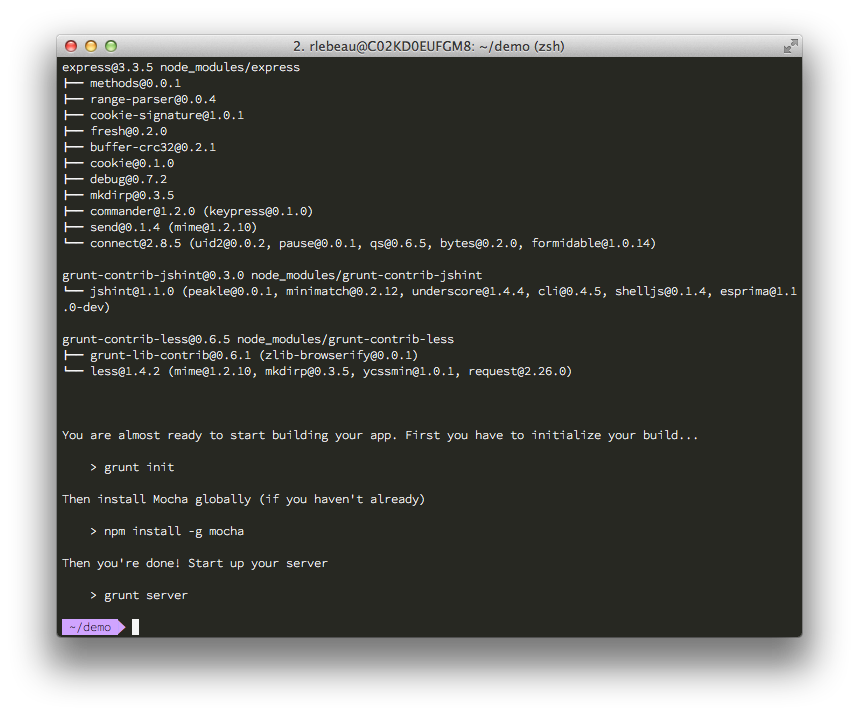 2. rlebeau@C02KD0EUFGM8: ~/demo (zsh)
express@3.3.5 node_modules/express
├── methods@0.0.1
├── range-parser@0.0.4
├── cookie-signature@1.0.1
├── fresh@0.2.0
├── buffer-crc32@0.2.1
├── cookie@0.1.0
├── debug@0.7.2
├── mkdirp@0.3.5
├── commander@1.2.0 (keypress@0.1.0)
├── send@0.1.4 (mime@1.2.10)
└── connect@2.8.5 (uid2@0.0.2, pause@0.0.1, qs@0.6.5, bytes@0.2.0, formidable@1.0.14)
grunt-contrib-jshint@0.3.0 node_modules/grunt-contrib-jshint
└── jshint@1.1.0 (peakle@0.0.1, minimatch@0.2.12, underscore@1.4.4, cli@0.4.5, shelljs@0.1.4, esprima@1.1
.0-dev)
grunt-contrib-less@0.6.5 node_modules/grunt-contrib-less
├── grunt-lib-contrib@0.6.1 (zlib-browserify@0.0.1)
└── less@1.4.2 (mime@1.2.10, mkdirp@0.3.5, ycssmin@1.0.1, request@2.26.0)
You are almost ready to start building your app. First you have to initialize your build...
> grunt init
Then install Mocha globally (if you haven't already)
> npm install -g mocha
Then you're done! Start up your server
> grunt server
~/demo